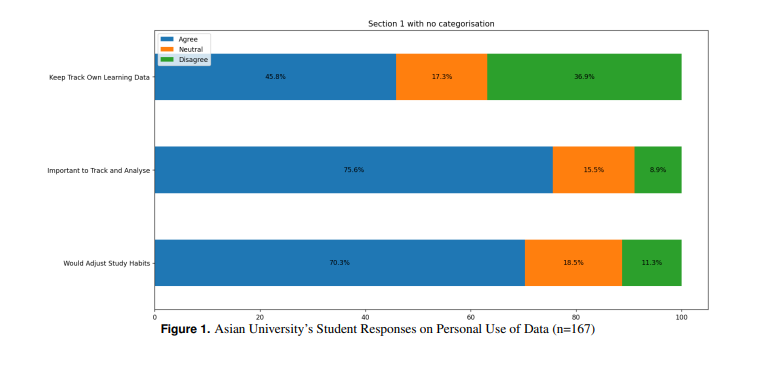 Section 1 with no categorisation
Agree
Neutral
Disagree
Keep Track Own Learning Data
45.8%
17.3%
36.9%
Important to Track and Analyse
75.6%
15.5%
8.9%
Would Adjust Study Habits
70.3%
18.5%
11.3%
0
20
40
60
80
100
Figure 1. Asian University's Student Responses on Personal Use of Data (n=167)